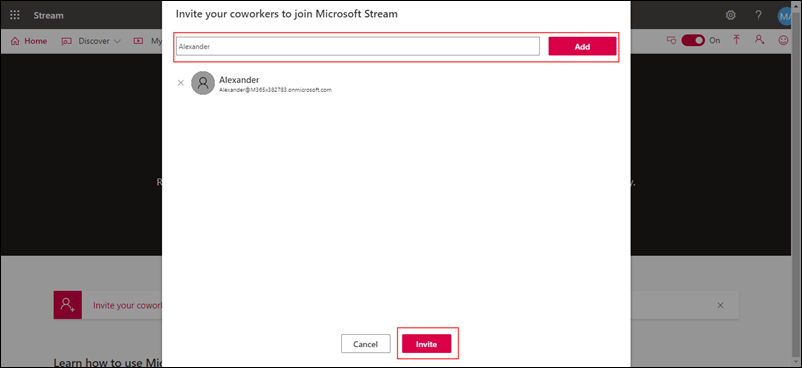 Stream
MA
Invite your coworkers to join Microsoft Stream
Home
Discover
My
On
Alexander
Add
Alexander
Alexander@M365x382783.onmicrosoft.com
R
y.
Invite your cowork
Cancel
Invite
Learn how to use Mic